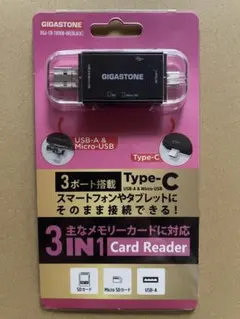 GIGASTONE
GIGASTONE
USB-A &
Micro-USB
Type-C
3ポート搭載
Type-C
USB-A & Micro-USB
スマートフォンやタブレットに
そのまま接続できる!
3
主なメモリーカードに対応
IN1
Card Reader
SDカード
Micro SDカード
USB-A